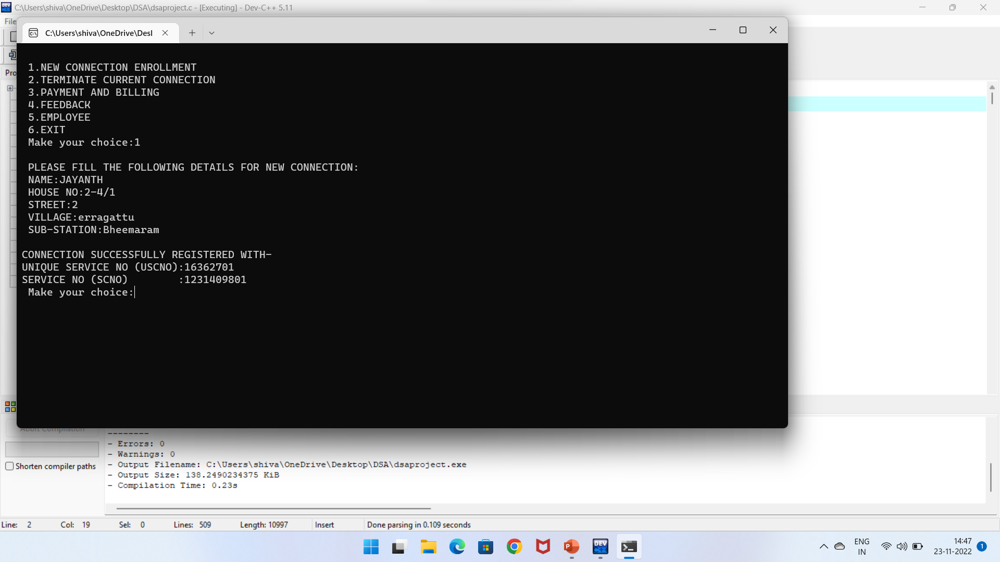 C:\Users\shiva\OneDrive\Desktop\DSA\dsaproject.c - [Executing] - Dev-C++ 5.11
File
C:\Users\shiva\OneDrive\Desl
1.NEW CONNECTION ENROLLMENT
2.TERMINATE CURRENT CONNECTION
3.PAYMENT AND BILLING
4.FEEDBACK
5.EMPLOYEE
6.EXIT
Make your choice:1
PLEASE FILL THE FOLLOWING DETAILS FOR NEW CONNECTION:
NAME:JAYANTH
HOUSE NO:2-4/1
STREET:2
VILLAGE:erragattu
SUB-STATION:Bheemaram
CONNECTION SUCCESSFULLY REGISTERED WITH-
UNIQUE SERVICE NO (USCNO):16362701
SERVICE NO (SCNO)        :1231409801
Make your choice:
Pro
Abort Compilation
Shorten compiler paths
--------
- Errors: 0
- Warnings: 0
- Output Filename: C:\Users\shiva\OneDrive\Desktop\DSA\dsaproject.exe
- Output Size: 138.2490234375 KiB
- Compilation Time: 0.23s
Line: 2 Col: 19 Sel: 0 Lines: 509 Length: 10997 Insert Done parsing in 0.109 seconds
DEV
ENG
IN
14:47
23-11-2022
1